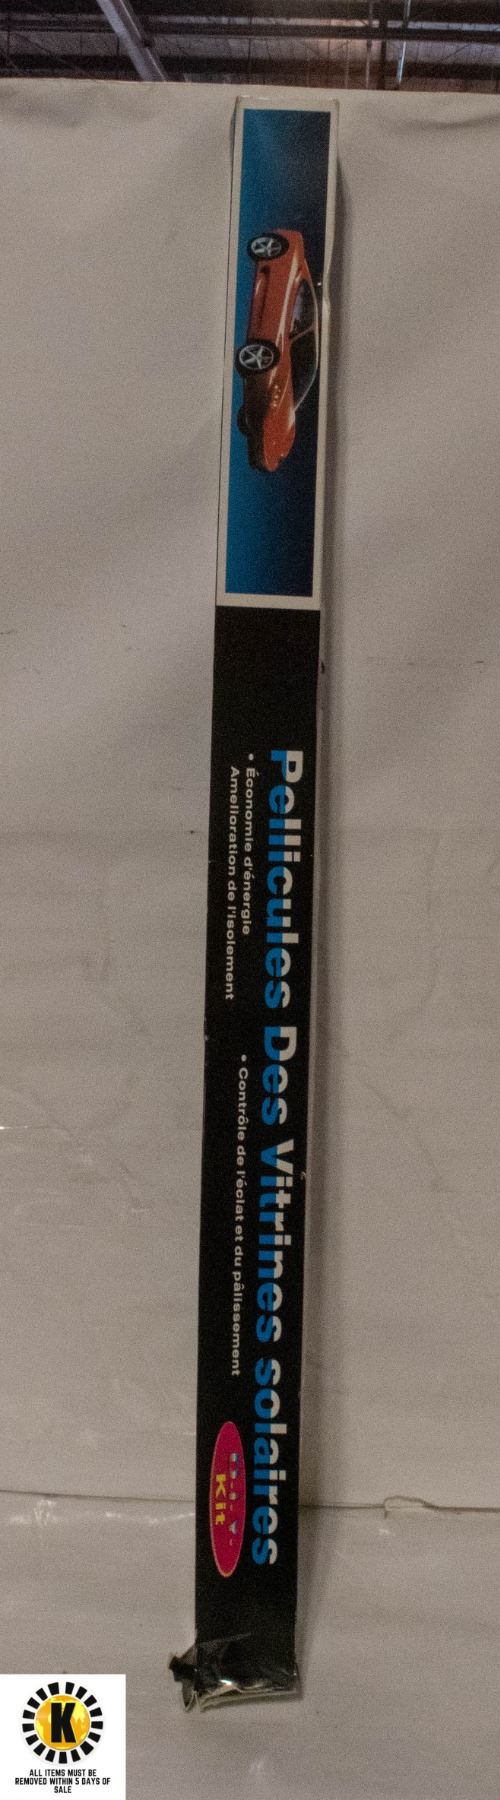 Pellicules Des Vitrines solaires
• Économie d'énergie
Amelioration de l'isolement
• Contrôle de l'éclat et du pâlissement
Kit
K
ALL ITEMS MUST BE
REMOVED WITHIN 5 DAYS OF
SALE